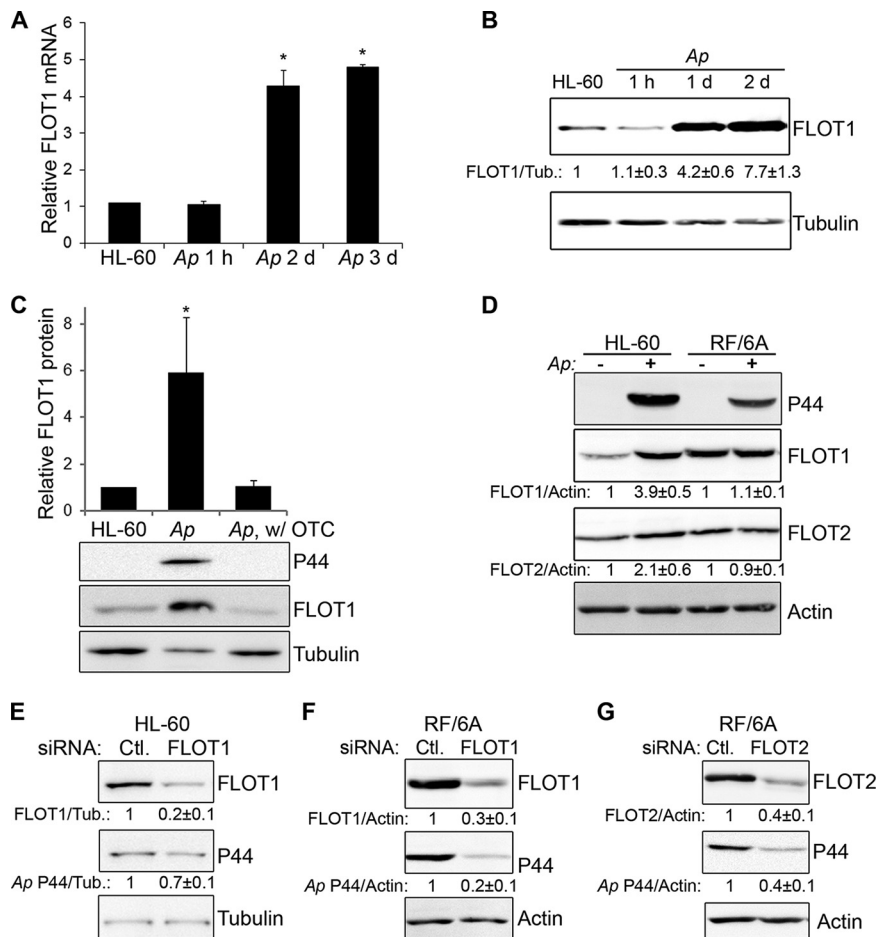 A
Relative FLOT1 mRNA
6
5
4
3
2
1
0
*
*
HL-60
Ap 1 h
Ap 2 d
Ap 3 d
B
Ap
HL-60 1 h 1 d 2 d
FLOT1
FLOT1/Tub.: 1 1.1±0.3 4.2±0.6 7.7±1.3
Tubulin
C
Relative FLOT1 protein
8
6
4
2
0
*
HL-60 Ap Ap, w/ OTC
P44
FLOT1
Tubulin
D
HL-60 RF/6A
Ap: - + - +
P44
FLOT1
FLOT1/Actin: 1 3.9±0.5 1 1.1±0.1
FLOT2
FLOT2/Actin: 1 2.1±0.6 1 0.9±0.1
Actin
E
HL-60
siRNA: Ctl. FLOT1
FLOT1
FLOT1/Tub.: 1 0.2±0.1
P44
Ap P44/Tub.: 1 0.7±0.1
Tubulin
F
RF/6A
siRNA: Ctl. FLOT1
FLOT1
FLOT1/Actin: 1 0.3±0.1
P44
Ap P44/Actin: 1 0.2±0.1
Actin
G
RF/6A
siRNA: Ctl. FLOT2
FLOT2
FLOT2/Actin: 1 0.4±0.1
P44
Ap P44/Actin: 1 0.4±0.1
Actin